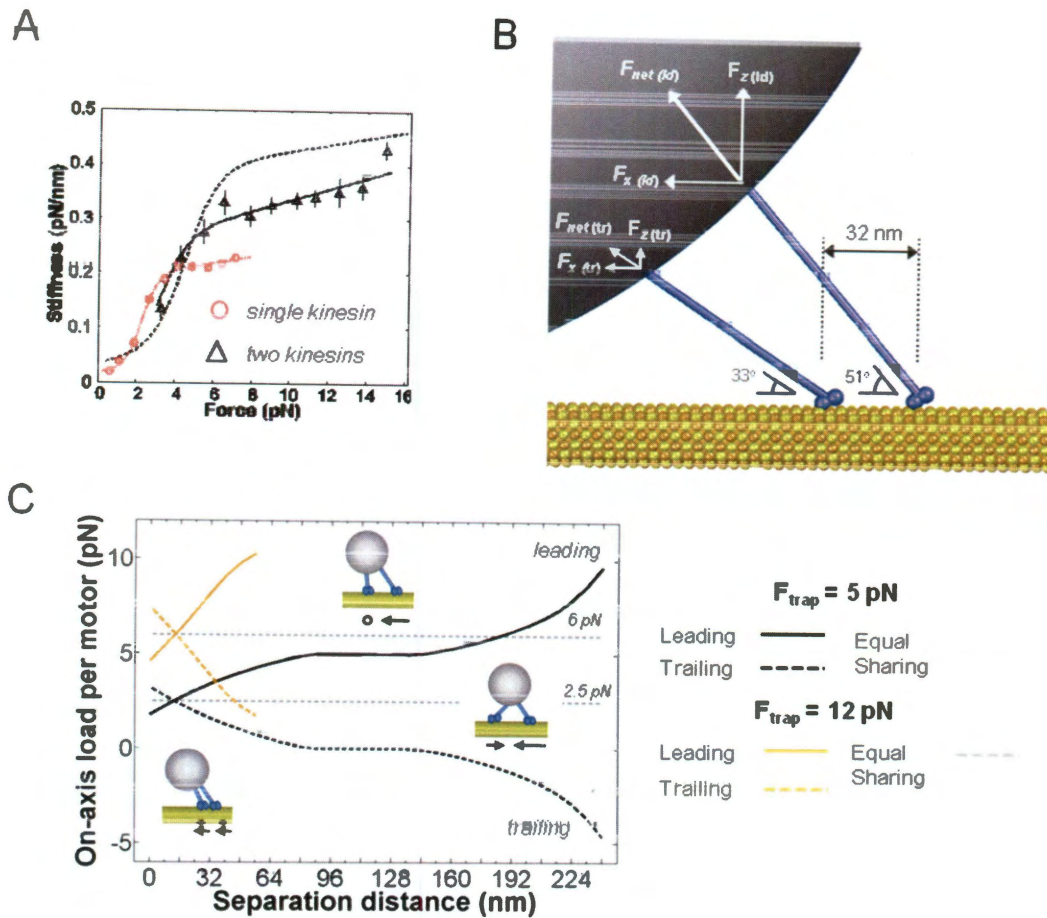 A
0.5
0.4
0.3
0.2
0.1
0
Stiffness (pN/nm)
0 2 4 6 8 10 12 14 16
Force (pN)
single kinesin
two kinesins
B
Fnet (ld)
Fz (ld)
Fx (ld)
Fnet(tr)
Fz (tr)
Fx (tr)
32 nm
33°
51°
C
On-axis load per motor (pN)
10
5
0
-5
leading
6 pN
2.5 pN
trailing
0 32 64 96 128 160 192 224
Separation distance (nm)
Ftrap = 5 pN
Leading
Equal
Trailing
Sharing
Ftrap = 12 pN
Leading
Equal
Trailing
Sharing